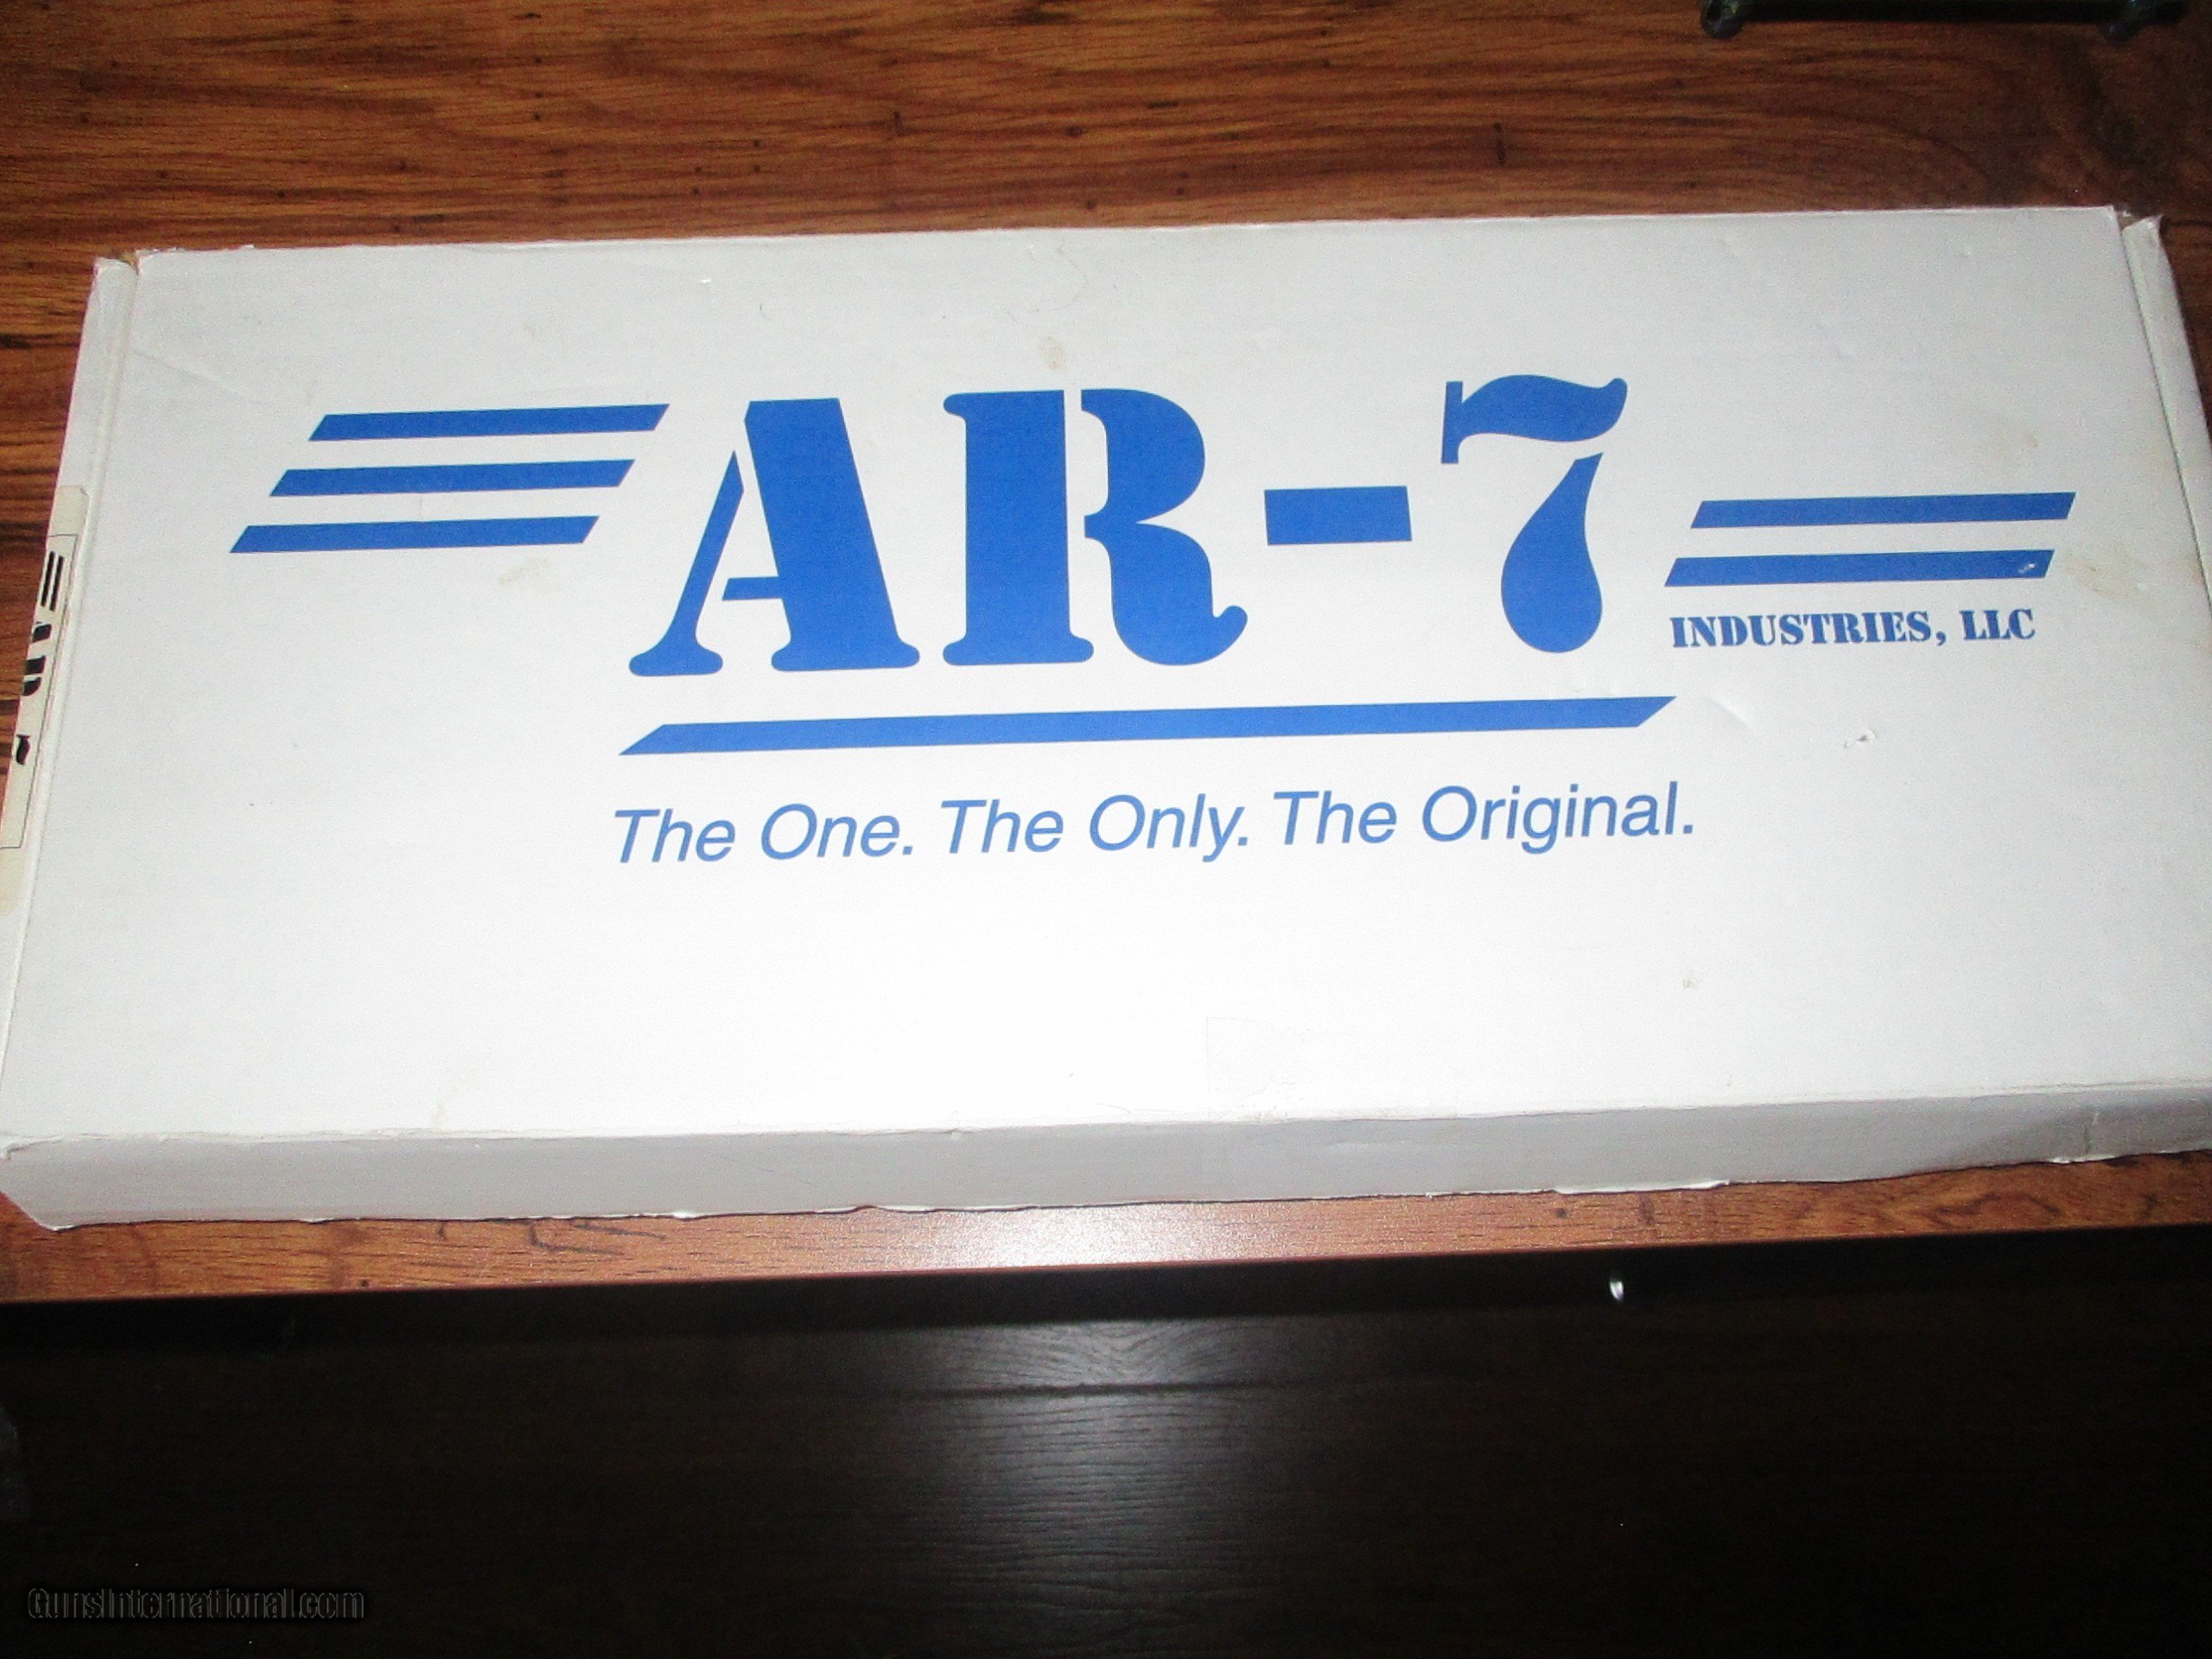 AR-7
INDUSTRIES, LLC
The One. The Only. The Original.
GunsInternational.com